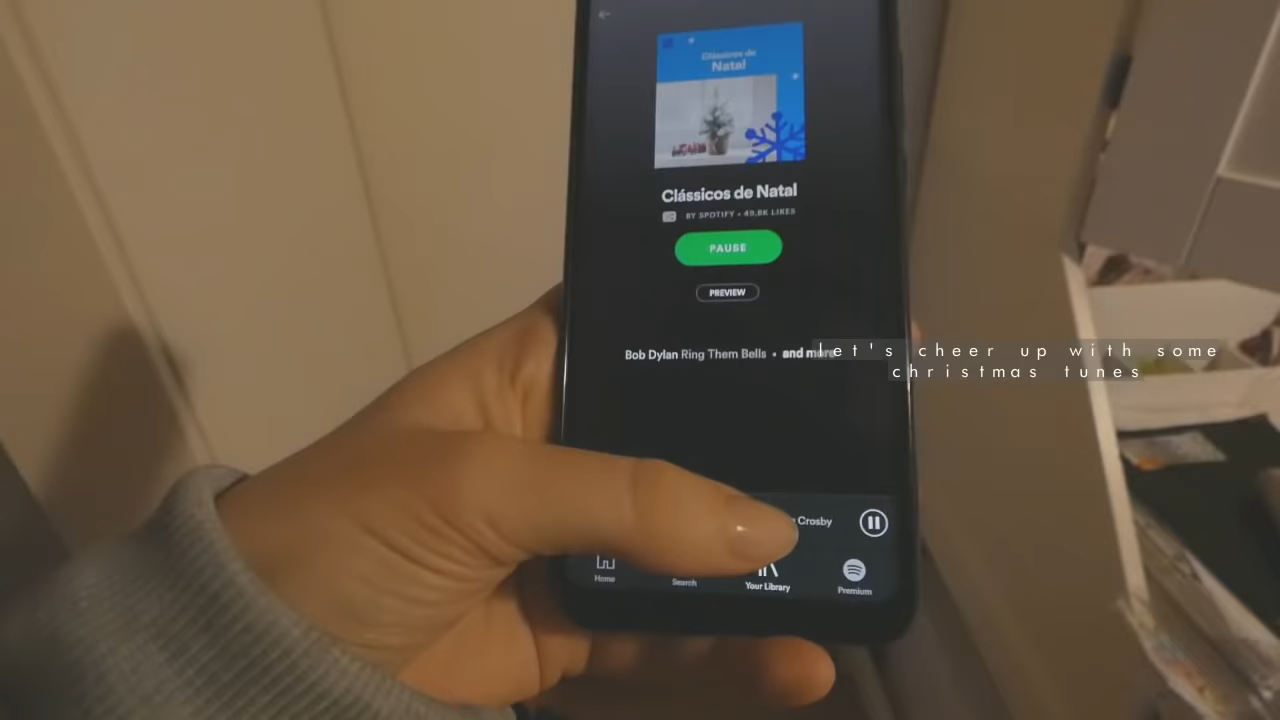 Clássicos de
Natal
Clássicos de Natal
BY SPOTIFY • 49,8K LIKES
PAUSE
PREVIEW
Bob Dylan Ring Them Bells • and more
let's cheer up with some
christmas tunes
Crosby
Home
Search
Your Library
Premium